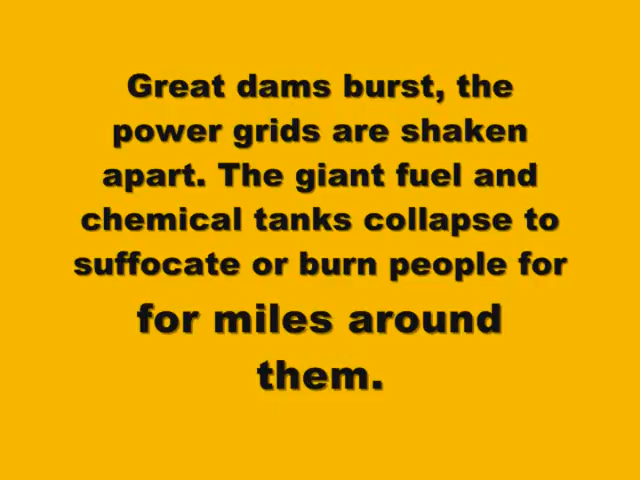 Great dams burst, the
power grids are shaken
apart. The giant fuel and
chemical tanks collapse to
suffocate or burn people for
for miles around
them.